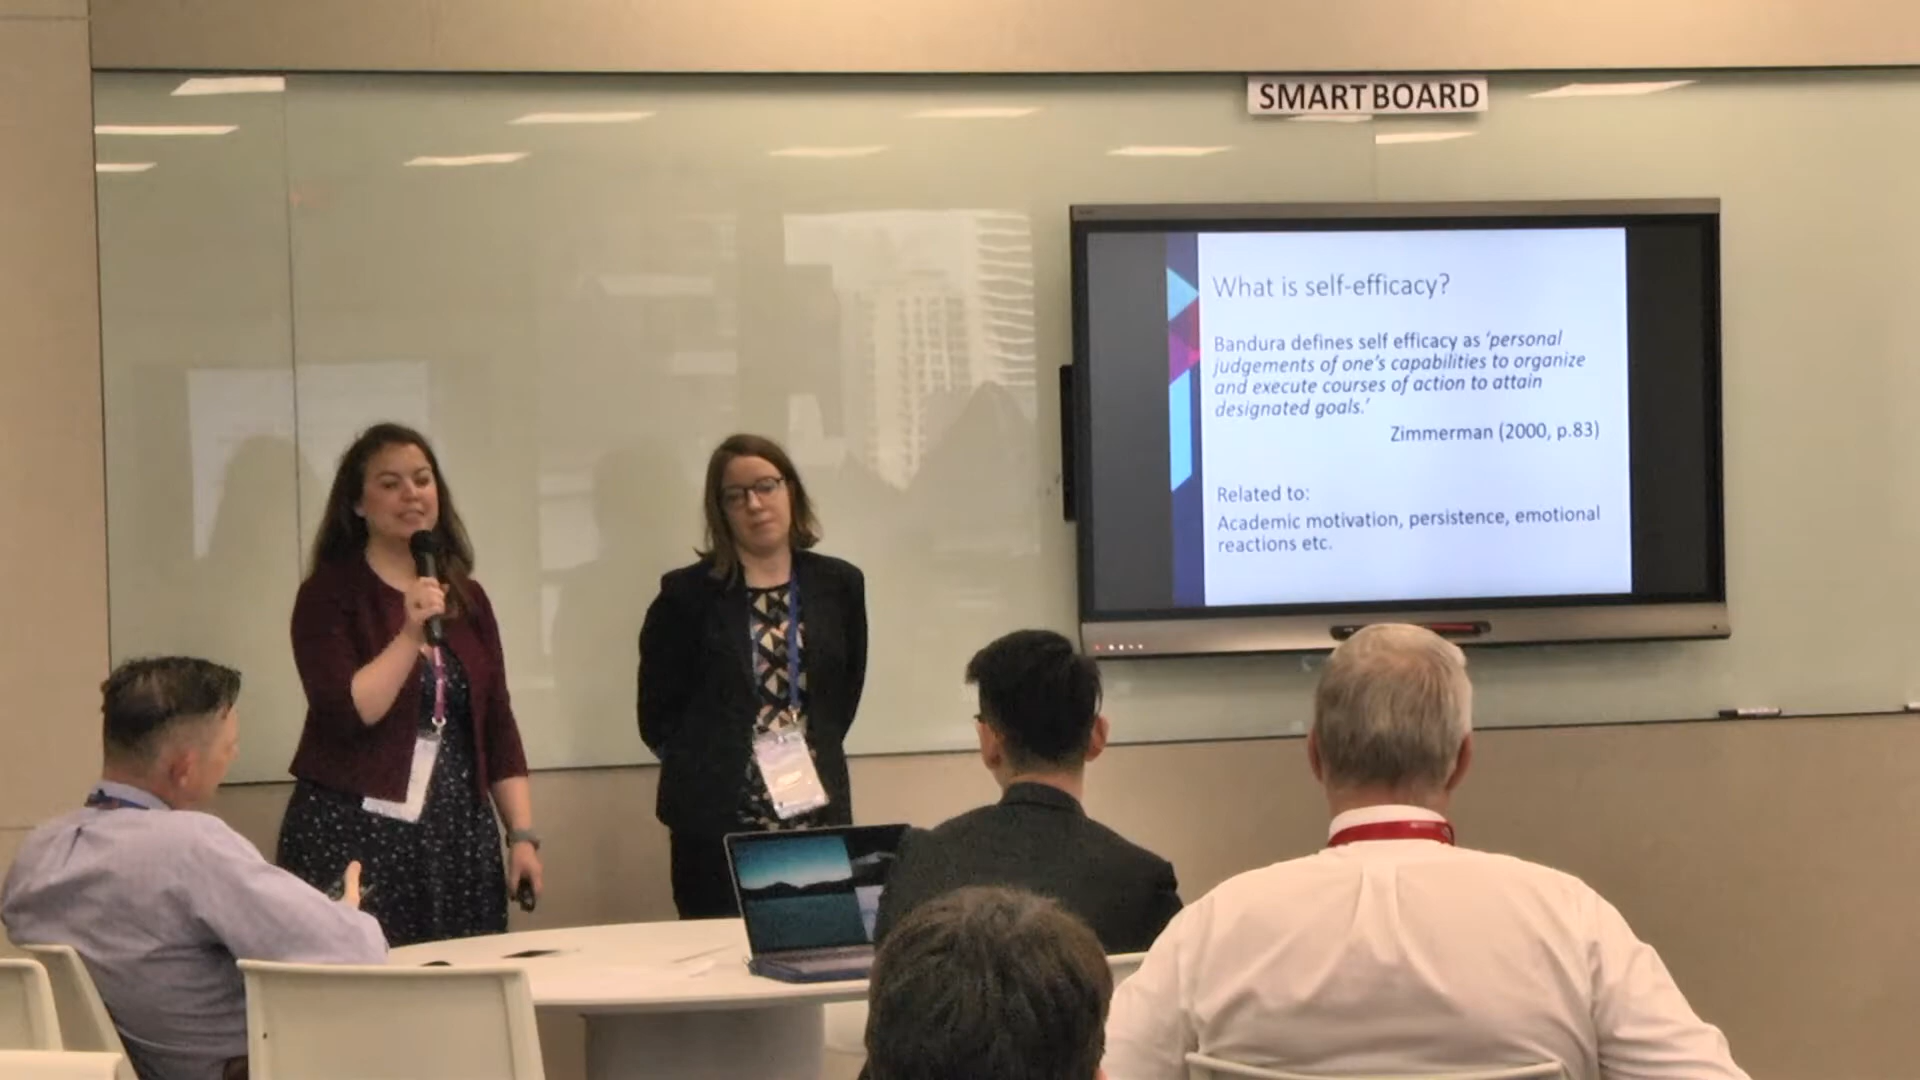 SMARTBOARD
What is self-efficacy?
Bandura defines self efficacy as ‘personal
judgements of one’s capabilities to organize
and execute courses of action to attain
designated goals.’
Zimmerman (2000, p.83)
Related to:
Academic motivation, persistence, emotional
reactions etc.